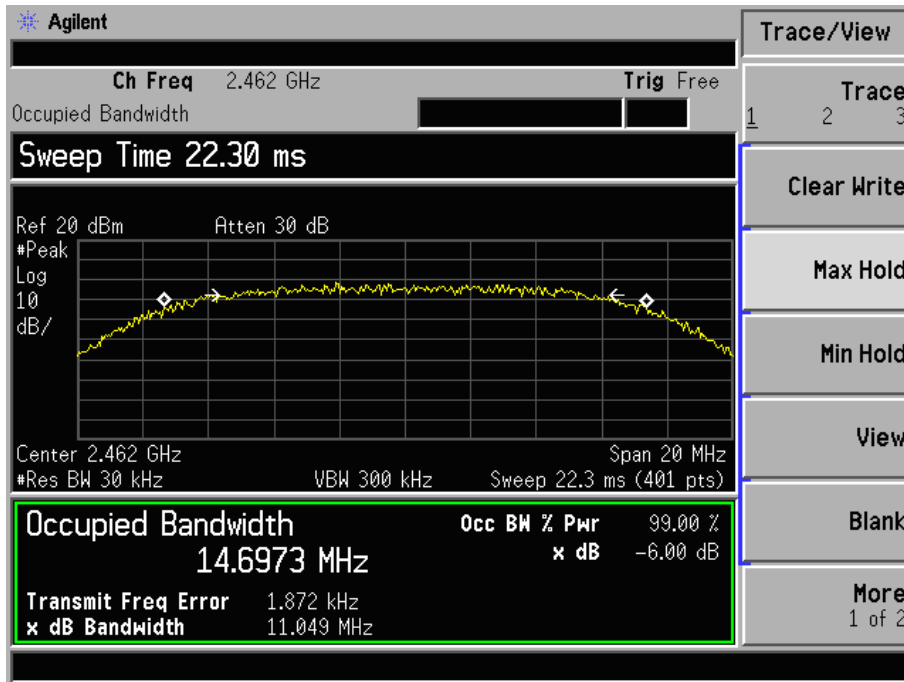 Agilent
Trace/View
Ch Freq 2.462 GHz Trig Free
Occupied Bandwidth
Trace
1 2 3
Sweep Time 22.30 ms
Clear Write
Ref 20 dBm Atten 30 dB
#Peak
Log
10
dB/
Max Hold
Min Hold
View
Center 2.462 GHz Span 20 MHz
#Res BW 30 kHz VBW 300 kHz Sweep 22.3 ms (401 pts)
Occupied Bandwidth
14.6973 MHz
Occ BW % Pwr 99.00 %
x dB -6.00 dB
Transmit Freq Error 1.872 kHz
x dB Bandwidth 11.049 MHz
Blank
More
1 of 2